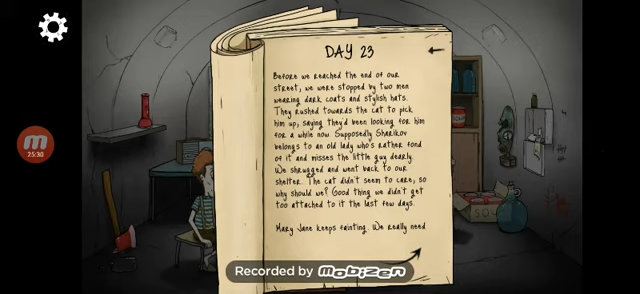 DAY 23
Before we reached the end of our
street, we were stopped by two men
wearing dark coats and stylish hats.
They rushed towards the cat to pick
him up, saying they'd been looking for him
for a while now. Supposedly Sharikov
belongs to an old lady who's rather fond
of it and misses the little guy dearly.
We shrugged and went back to our
shelter. The cat didn't seem to care, so
why should we? Good thing we didn't get
too attached to it the last few days.
Mary Jane keeps fainting. We really need
25:30
SOUP
Recorded by mobizen